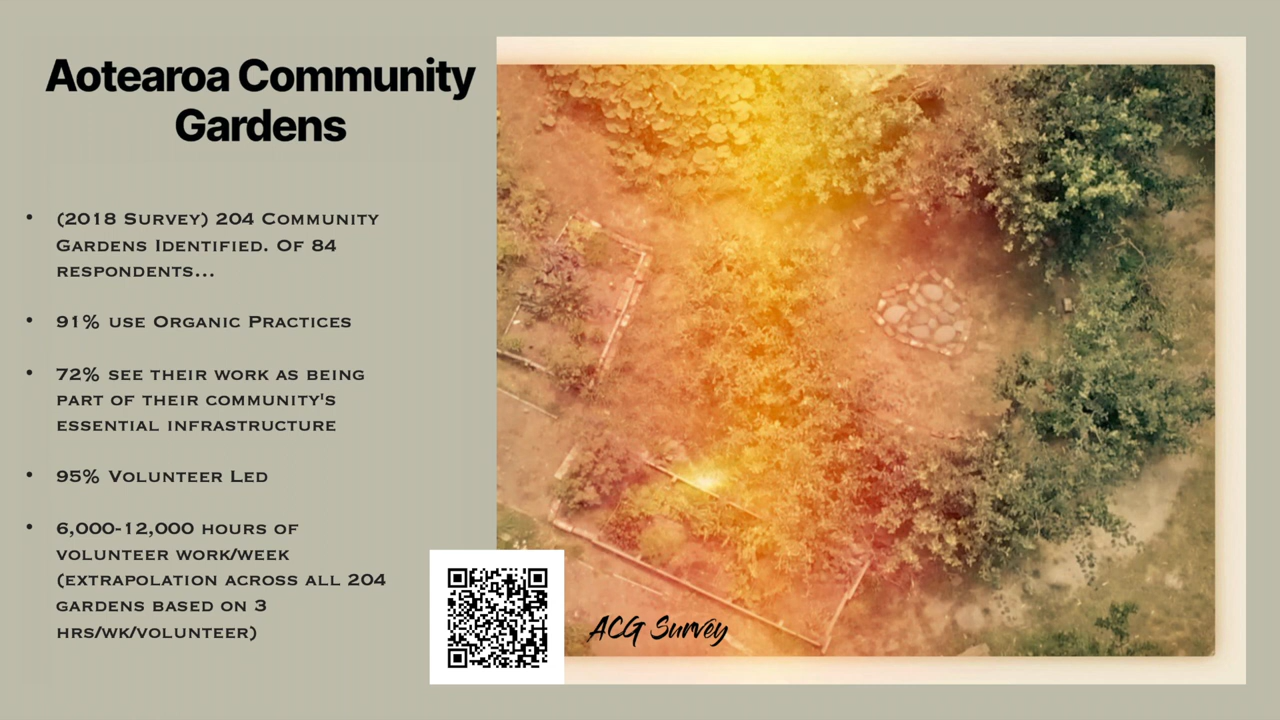 Aotearoa Community
Gardens
• (2018 Survey) 204 Community
Gardens Identified. Of 84
respondents...
• 91% use Organic Practices
• 72% see their work as being
part of their community's
essential infrastructure
• 95% Volunteer Led
• 6,000-12,000 hours of
volunteer work/week
(extrapolation across all 204
gardens based on 3
hrs/wk/volunteer)
ACG Survey